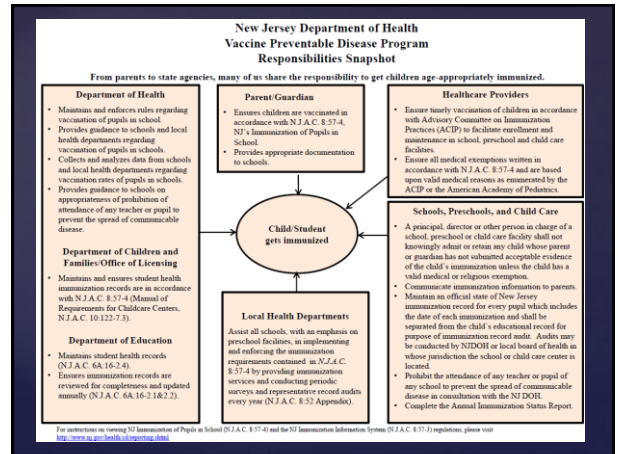 New Jersey Department of Health
Vaccine Preventable Disease Program
Responsibilities Snapshot
From parents to state agencies, many of us share the responsibility to get children age-appropriately immunized.
Department of Health
• Maintains and enforces rules regarding
vaccination of pupils in school.
• Provides guidance to schools and local
health departments regarding
vaccination of pupils in school.
• Collects and analyzes data from schools
and local health departments regarding
vaccination rates of pupils in schools.
• Provides guidance to schools on
appropriateness of prohibition of
attendance of any teacher or pupil to
prevent the spread of communicable
disease.
Department of Children and
Families/Office of Licensing
• Maintains and ensures student health
immunization records are in accordance
with N.J.A.C. 8:57-4 (Manual of
Requirements for Childcare Centers,
N.J.A.C. 10:122-7.3).
Department of Education
• Maintains student health records
(N.J.A.C. 6A:16-2.4).
• Ensures immunization records are
reviewed for completeness and updated
annually (N.J.A.C. 6A:16-2.1&2.2).
Parent/Guardian
• Ensures children are vaccinated in
accordance with N.J.A.C. 8:57-4,
NJ's Immunization of Pupils in
School.
• Provides appropriate documentation
to schools.
Child/Student
gets immunized
Local Health Departments
Assist all schools, with an emphasis on
preschool facilities, in implementing
and enforcing the immunization
requirements contained in N.J.A.C.
8:57-4 by providing immunization
services and conducting periodic
surveys and representative record audits
every year (N.J.A.C. 8:52 Appendix).
Healthcare Providers
• Ensure timely vaccination of children in accordance
with Advisory Committee on Immunization
Practices (ACIP) to facilitate enrollment and
maintenance in school, preschool and child care
facilities.
• Ensure all medical exemptions written in
accordance with N.J.A.C. 8:57-4 and are based
upon valid medical reasons as enumerated by the
ACIP or the American Academy of Pediatrics.
Schools, Preschools, and Child Care
• A principal, director or other person in charge of a
school, preschool or child care facility shall not
knowingly admit or retain any child whose parent
or guardian has not submitted acceptable evidence
of the child's immunization unless the child has a
valid medical or religious exemption.
• Communicate immunization information to parents.
• Maintain an official state of New Jersey
immunization record for every pupil which includes
the date of each immunization and shall be
separated from the child's educational record for
purpose of immunization record audit. Audits may
be conducted by NJDOH or local board of health in
whose jurisdiction the school or child care center is
located.
• Prohibit the attendance of any teacher or pupil of
any school to prevent the spread of communicable
disease in consultation with the NJ DOH.
• Complete the Annual Immunization Status Report.
For instructions on viewing NJ Immunization of Pupils in School (N.J.A.C. 8:57-4) and the NJ Immunization Information System (N.J.A.C. 8:57-3) regulations, please visit
http://www.nj.gov/health/cd/reporting.shtml